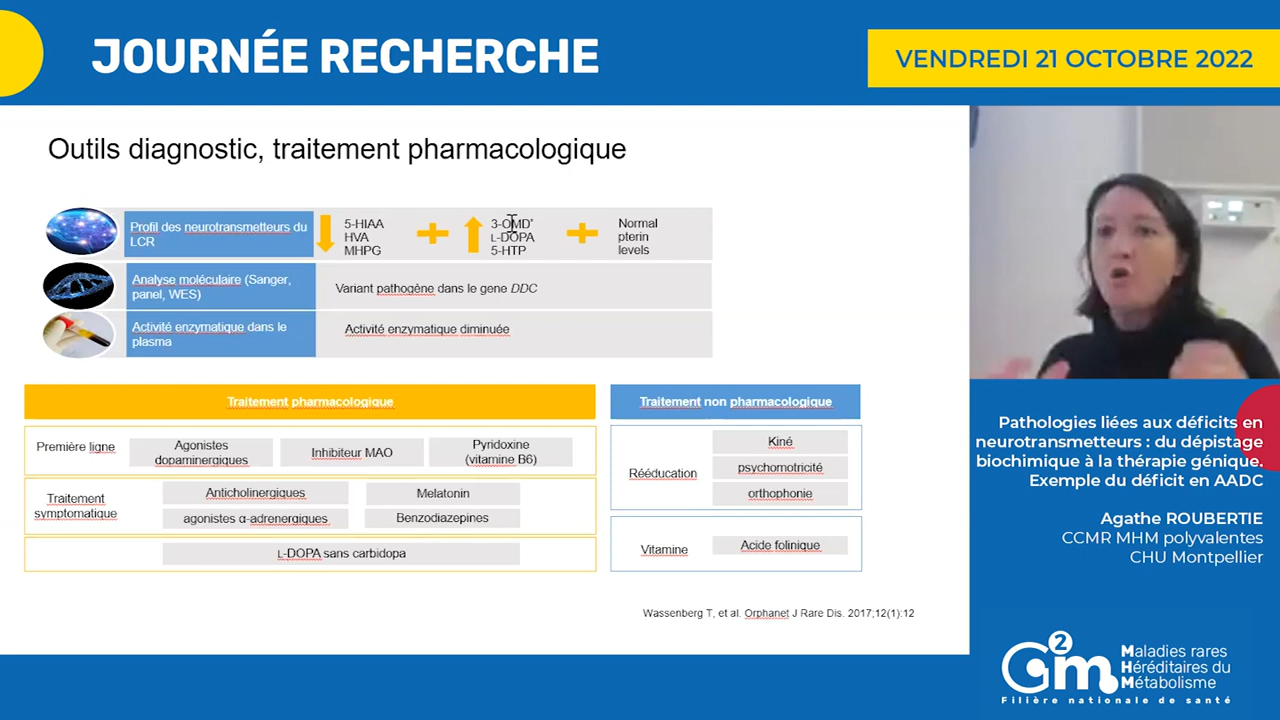 JOURNÉE RECHERCHE
VENDREDI 21 OCTOBRE 2022
Outils diagnostic, traitement pharmacologique
Profil des neurotransmetteurs du
LCR
5-HIAA
HVA
MHPG
3-OMD*
L-DOPA
5-HTP
Normal
pterin
levels
Analyse moléculaire (Sanger,
panel, WES)
Variant pathogène dans le gene DDC
Activité enzymatique dans le
plasma
Activité enzymatique diminuée
Traitement pharmacologique
Première ligne
Agonistes
dopaminergiques
Inhibiteur MAO
Pyridoxine
(vitamine B6)
Traitement
symptomatique
Anticholinergiques
Melatonin
agonistes α-adrenergiques
Benzodiazepines
L-DOPA sans carbidopa
Traitement non pharmacologique
Rééducation
Kiné
psychomotricité
orthophonie
Vitamine
Acide folinique
Wassenberg T, et al. Orphanet J Rare Dis. 2017;12(1):12
Pathologies liées aux déficits en
neurotransmetteurs : du dépistage
biochimique à la thérapie génique.
Exemple du déficit en AADC
Agathe ROUBERTIE
CCMR MHM polyvalentes
CHU Montpellier
G2m
Maladies rares
Héréditaires du
Métabolisme
Filière nationale de santé